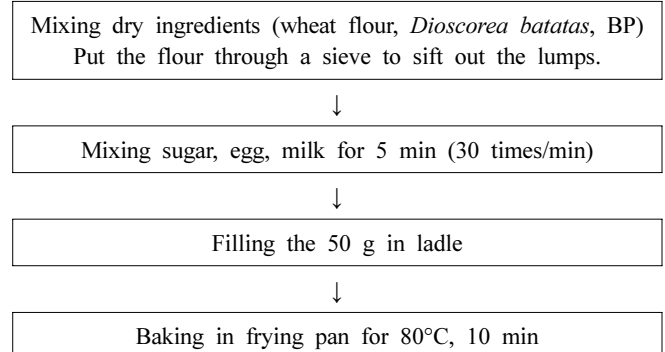 Mixing dry ingredients (wheat flour, Dioscorea batatas, BP)
Put the flour through a sieve to sift out the lumps.
↓
Mixing sugar, egg, milk for 5 min (30 times/min)
↓
Filling the 50 g in ladle
↓
Baking in frying pan for 80°C, 10 min